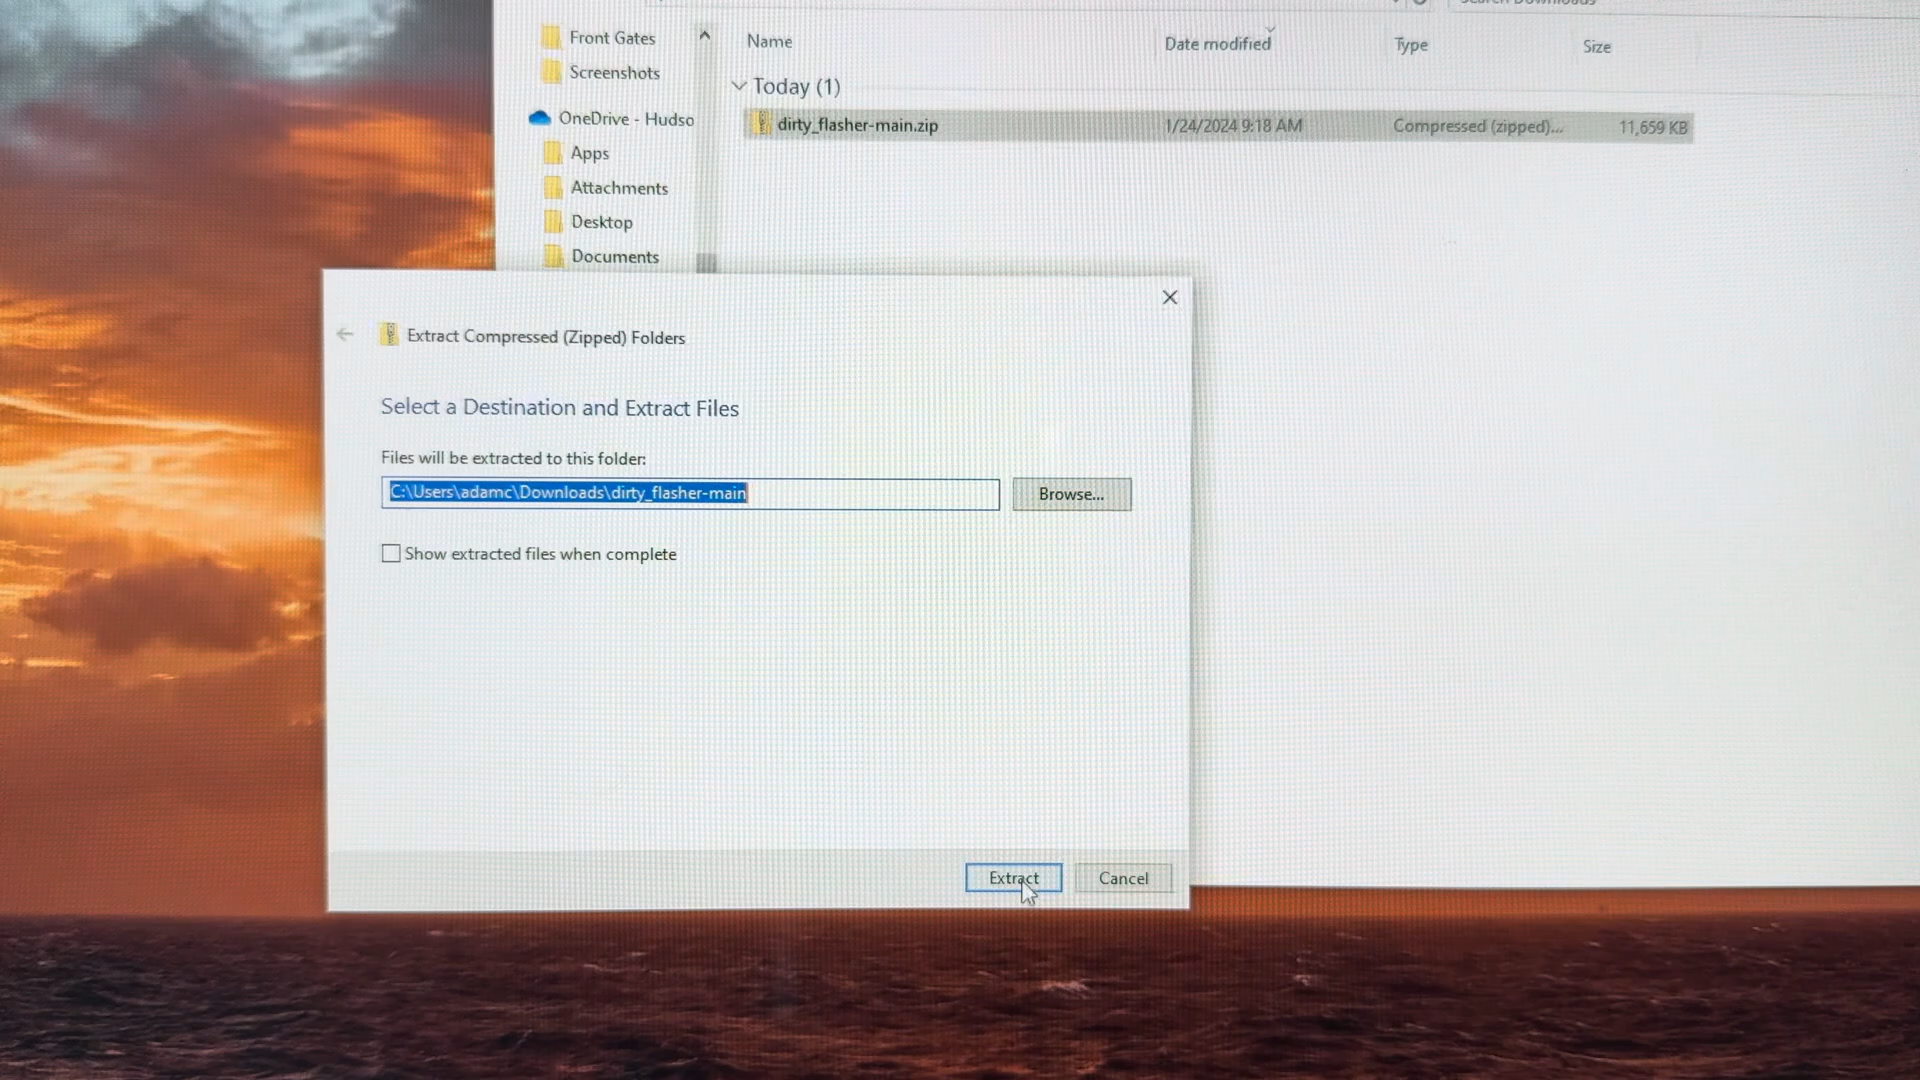 Front Gates
Name
Date modified
Type
Size
Screenshots
Today (1)
OneDrive - Hudso
dirty_flasher-main.zip
1/24/2024 9:18 AM
Compressed (zipped)...
11,659 KB
Apps
Attachments
Desktop
Documents
Extract Compressed (Zipped) Folders
Select a Destination and Extract Files
Files will be extracted to this folder:
C:\Users\adamc\Downloads\dirty_flasher-main
Browse...
Show extracted files when complete
Extract
Cancel